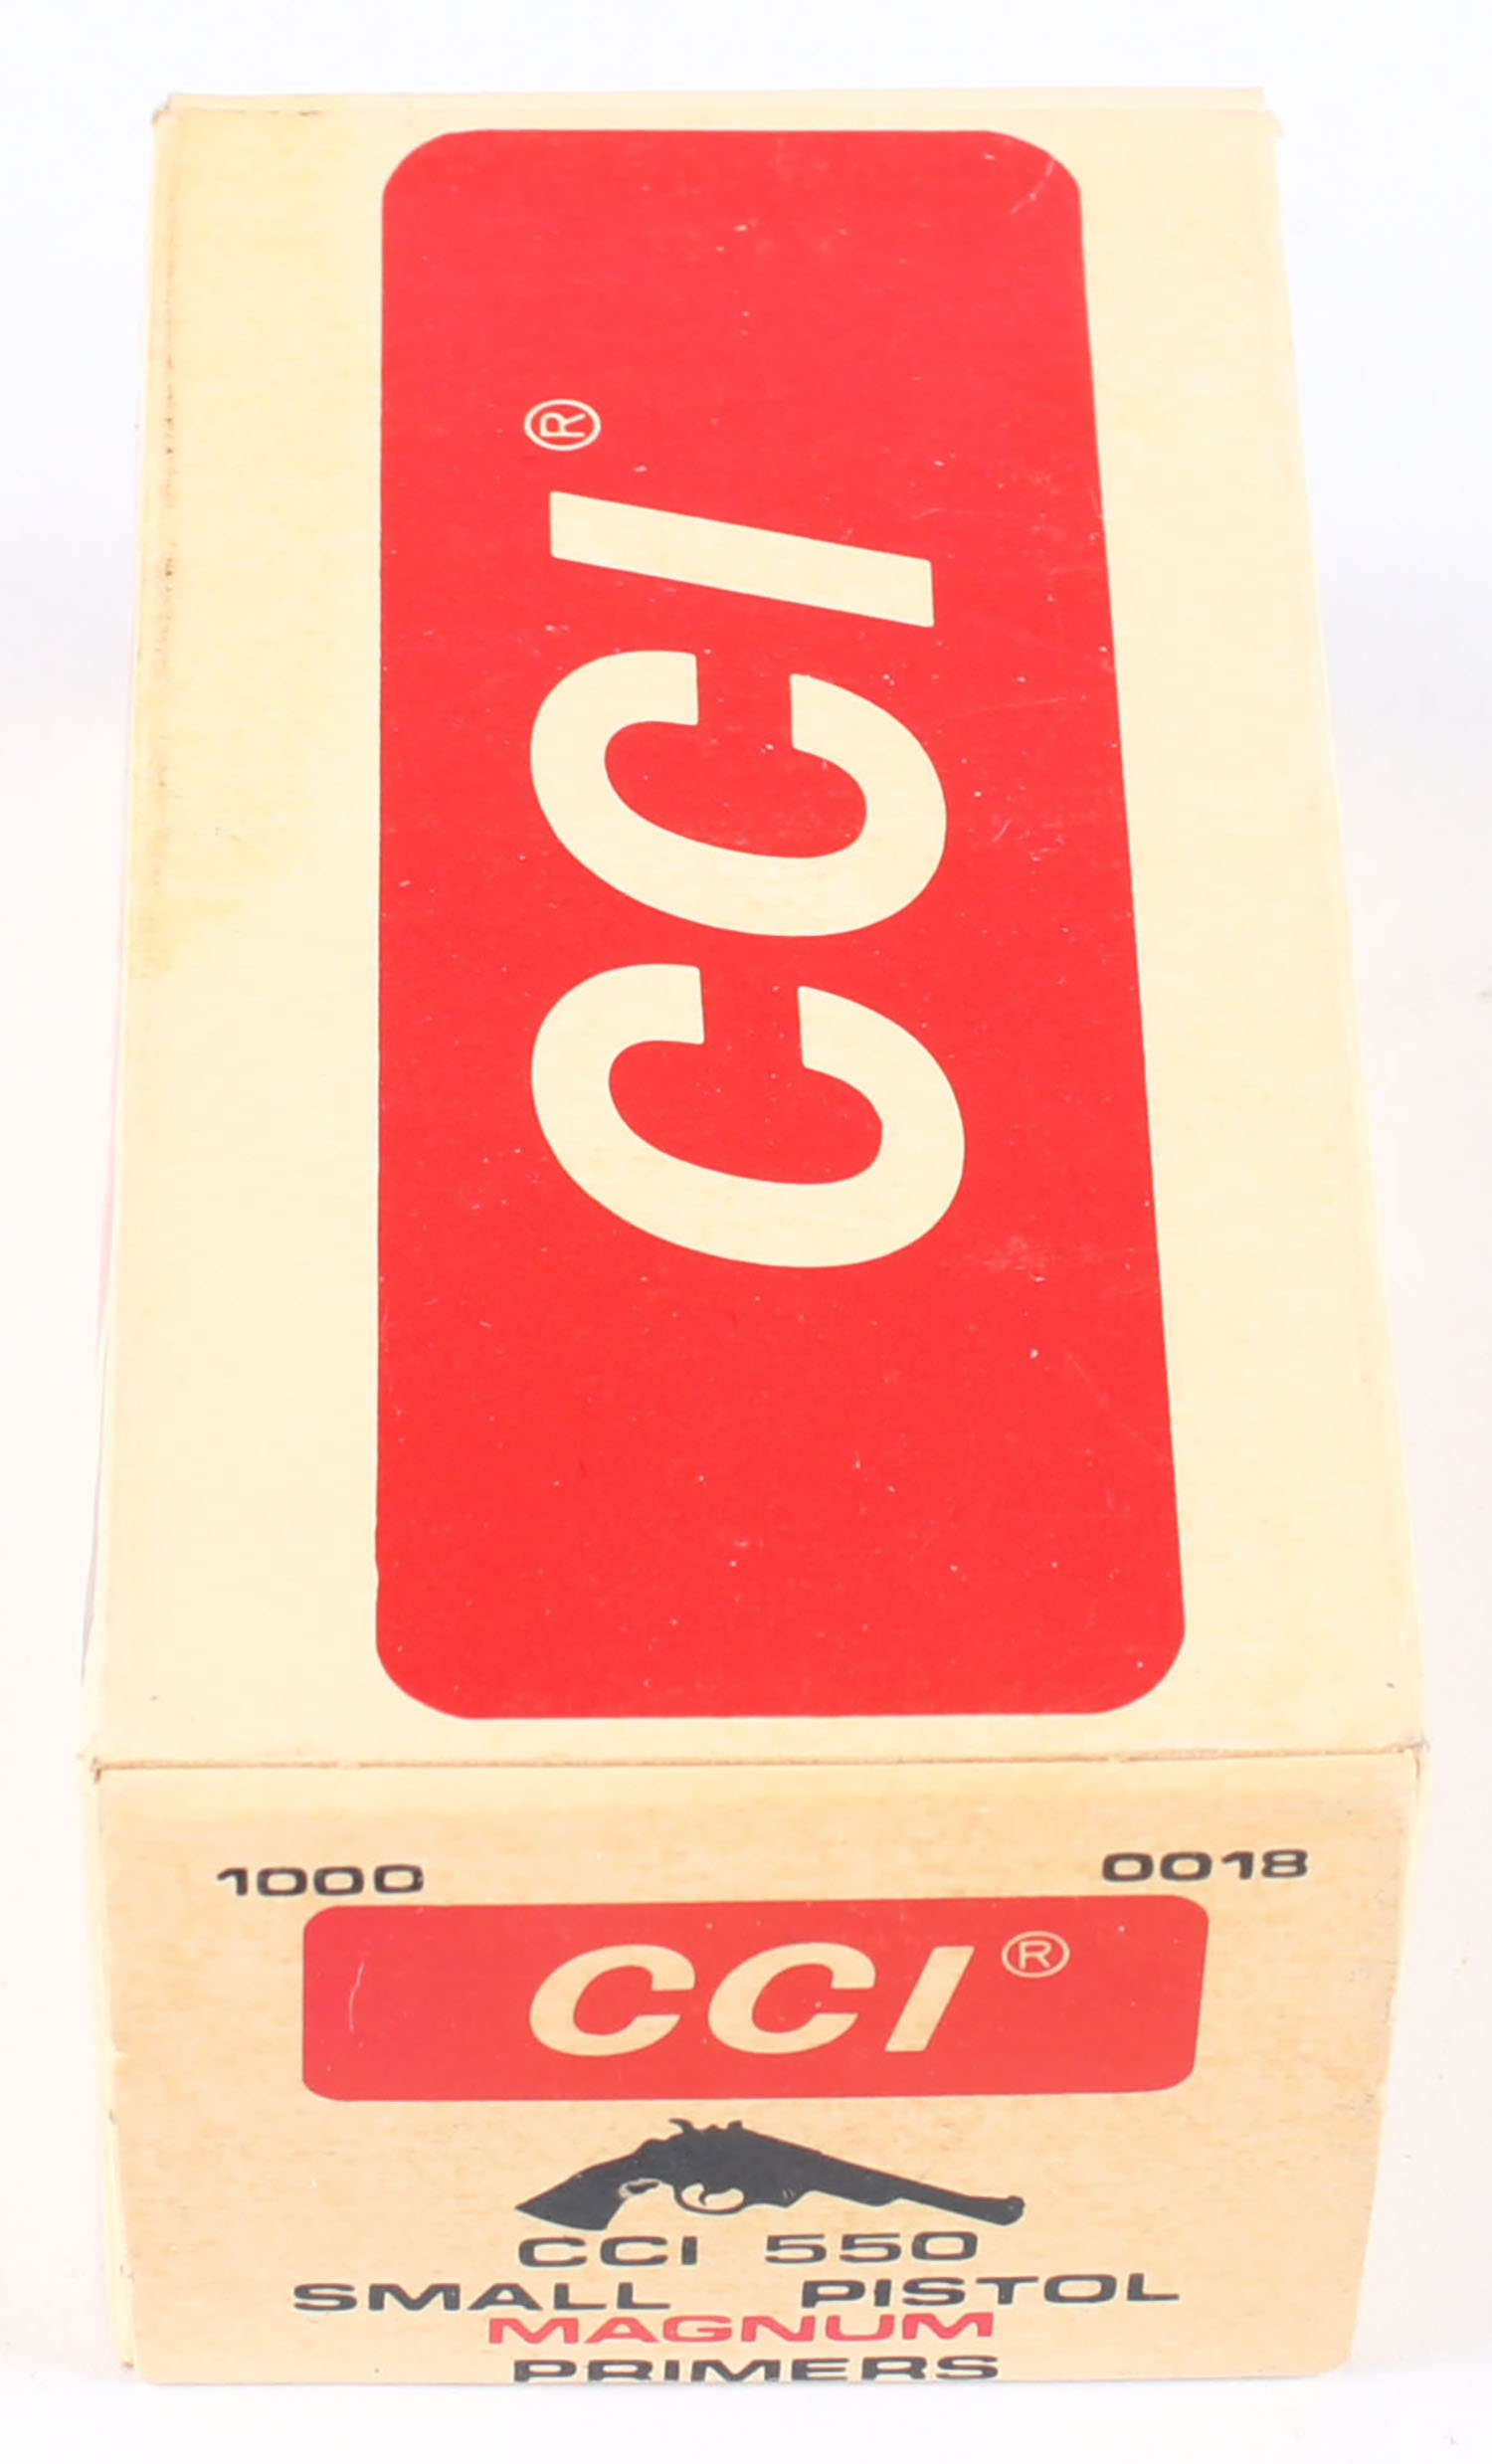 CCI®
1000 0018
CCI®
CCI 550
SMALL PISTOL
MAGNUM
PRIMERS